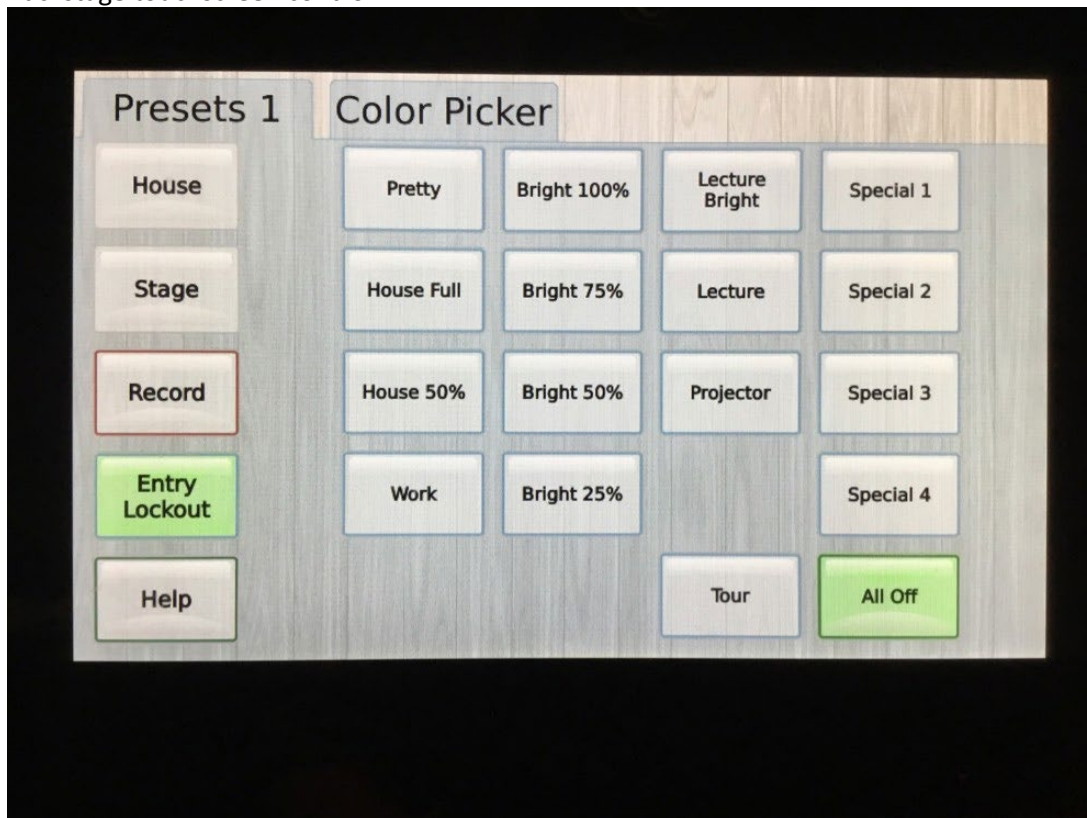 Presets 1
Color Picker
House
Pretty
Bright 100%
Lecture
Bright
Special 1
Stage
House Full
Bright 75%
Lecture
Special 2
Record
House 50%
Bright 50%
Projector
Special 3
Entry
Lockout
Work
Bright 25%
Special 4
Help
Tour
All Off